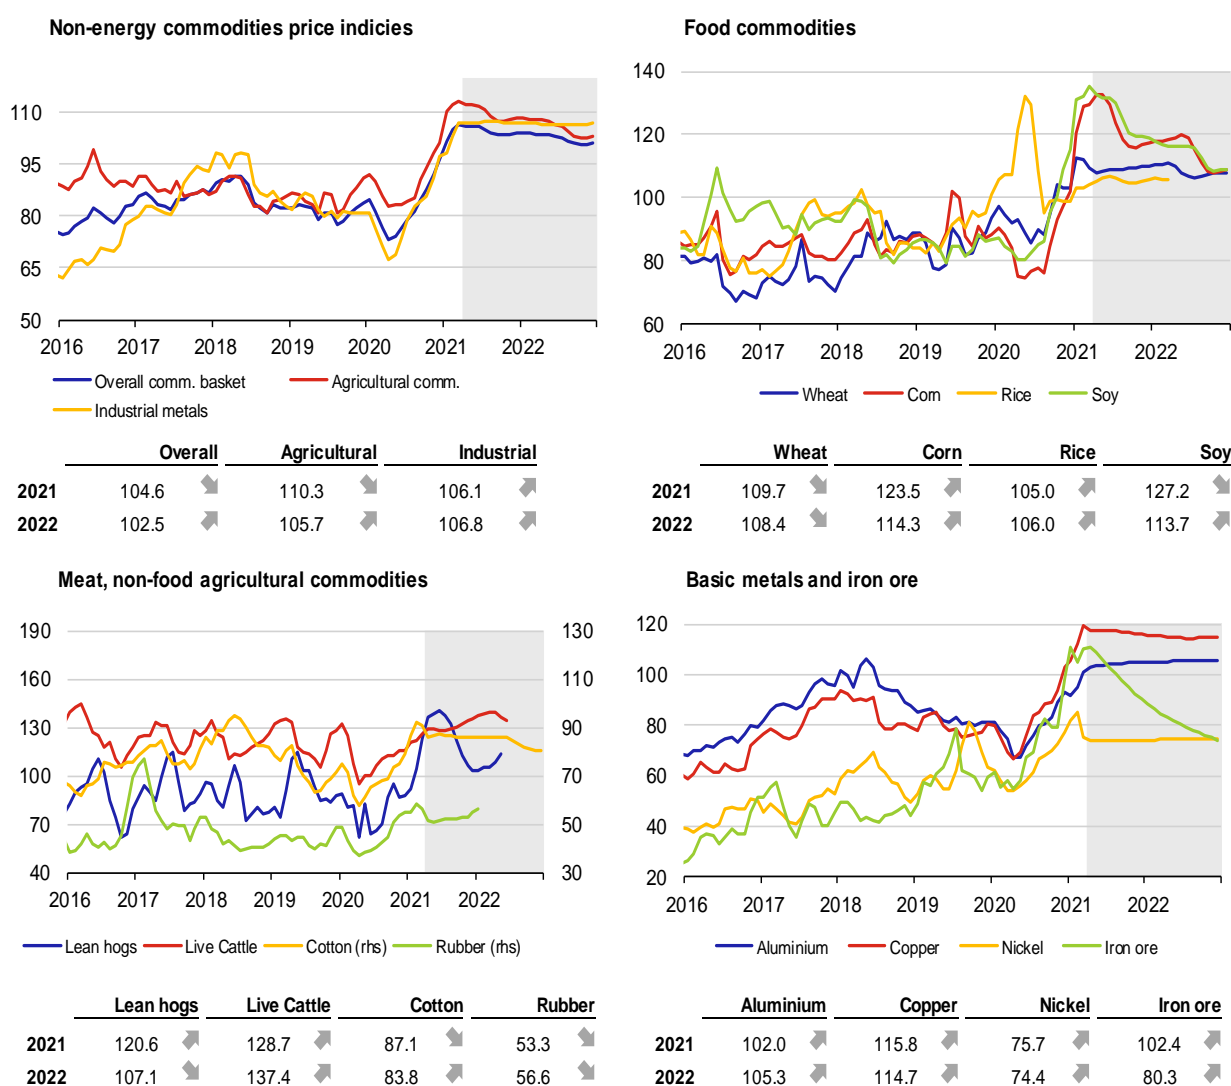 Non-energy commodities price indicies
110
95
80
65
50
2016 2017 2018 2019 2020 2021 2022
Overall comm. basket Agricultural comm.
Industrial metals
Overall Agricultural Industrial
2021 104.6 110.3 106.1
2022 102.5 105.7 106.8
Food commodities
140
120
100
80
60
2016 2017 2018 2019 2020 2021 2022
Wheat Corn Rice Soy
Wheat Corn Rice Soy
2021 109.7 123.5 105.0 127.2
2022 108.4 114.3 106.0 113.7
Meat, non-food agricultural commodities
190 130
160 110
130 90
100 70
70 50
40 30
2016 2017 2018 2019 2020 2021 2022
Lean hogs Live Cattle Cotton (rhs) Rubber (rhs)
Lean hogs Live Cattle Cotton Rubber
2021 120.6 128.7 87.1 53.3
2022 107.1 137.4 83.8 56.6
Basic metals and iron ore
120
100
80
60
40
20
2016 2017 2018 2019 2020 2021 2022
Aluminium Copper Nickel Iron ore
Aluminium Copper Nickel Iron ore
2021 102.0 115.8 75.7 102.4
2022 105.3 114.7 74.4 80.3